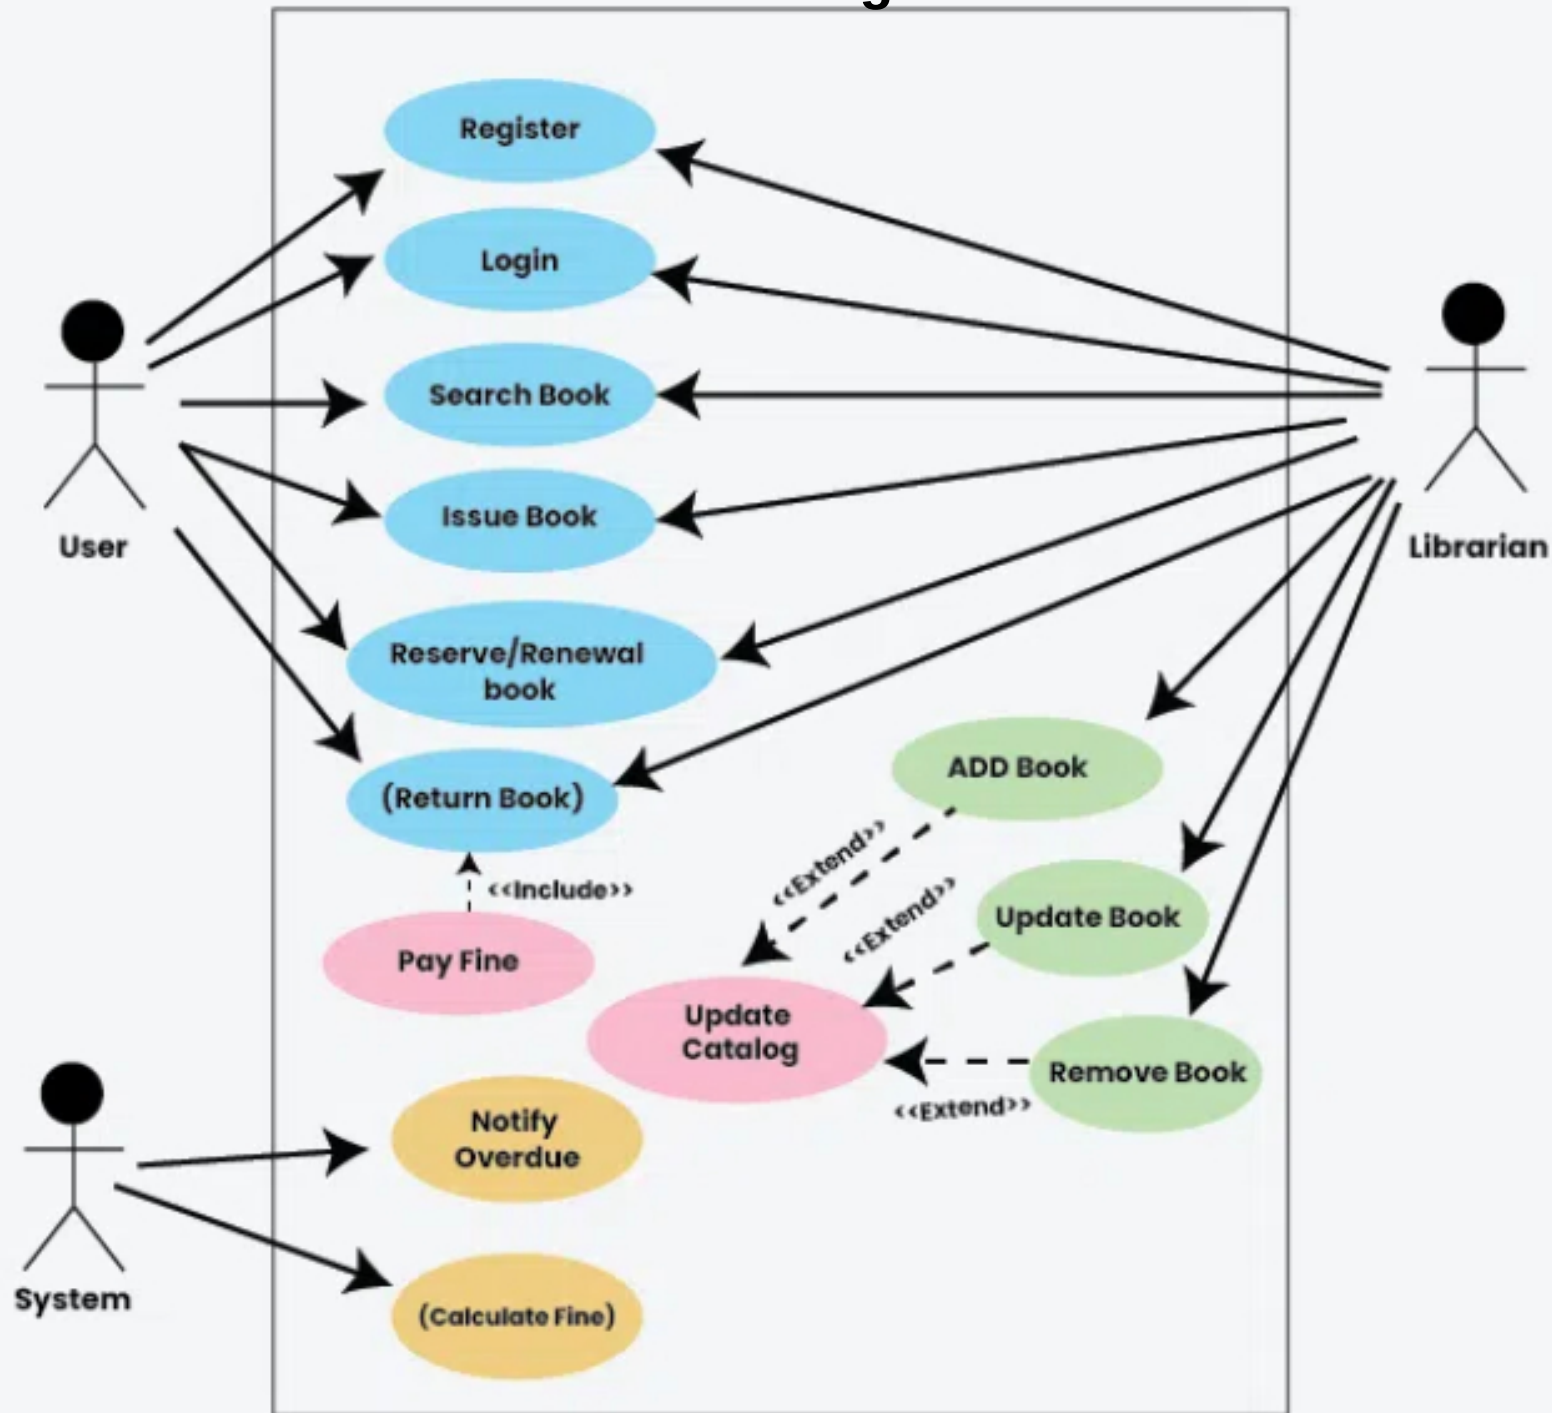 Register
Login
Search Book
Issue Book
User
Librarian
Reserve/Renewal
book
(Return Book)
ADD Book
<<Extend>>
<<Include>>
<<Extend>>
Update Book
Pay Fine
Update
Catalog
Remove Book
<<Extend>>
Notify
Overdue
System
(Calculate Fine)